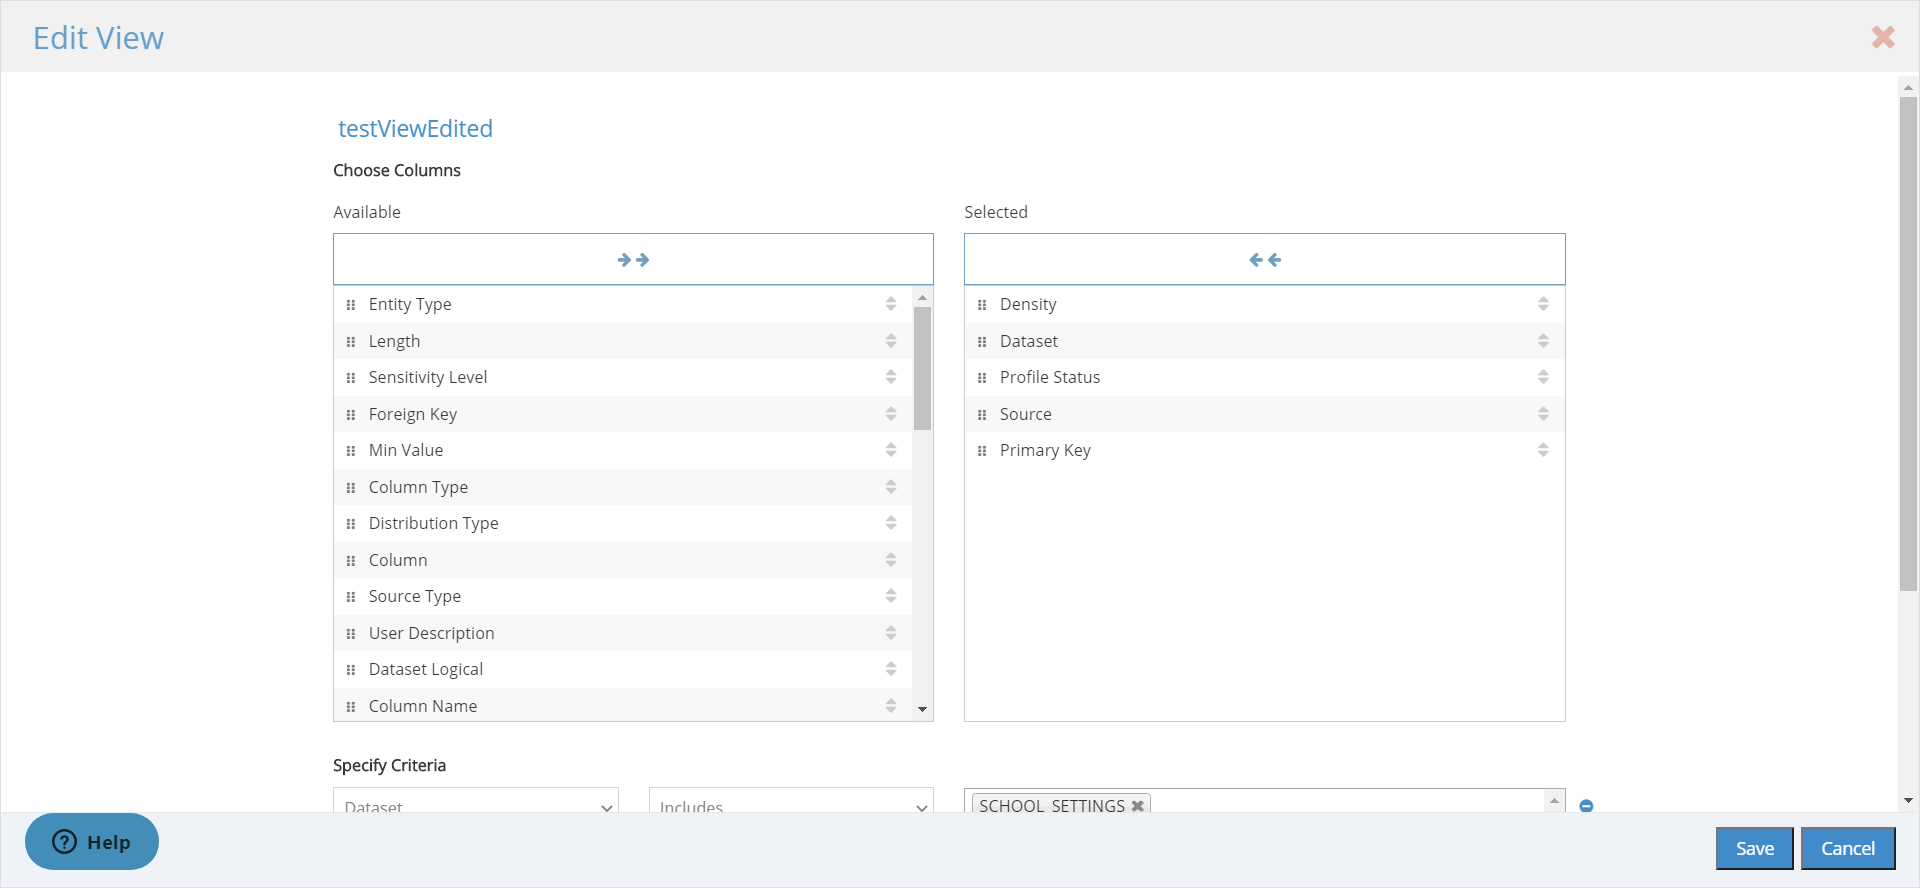 Edit View
testViewEdited
Choose Columns
Available
Selected
Entity Type
Length
Sensitivity Level
Foreign Key
Min Value
Column Type
Distribution Type
Column
Source Type
User Description
Dataset Logical
Column Name
Density
Dataset
Profile Status
Source
Primary Key
Specify Criteria
Dataset
Includes
SCHOOL_SETTINGS
Help
Save
Cancel